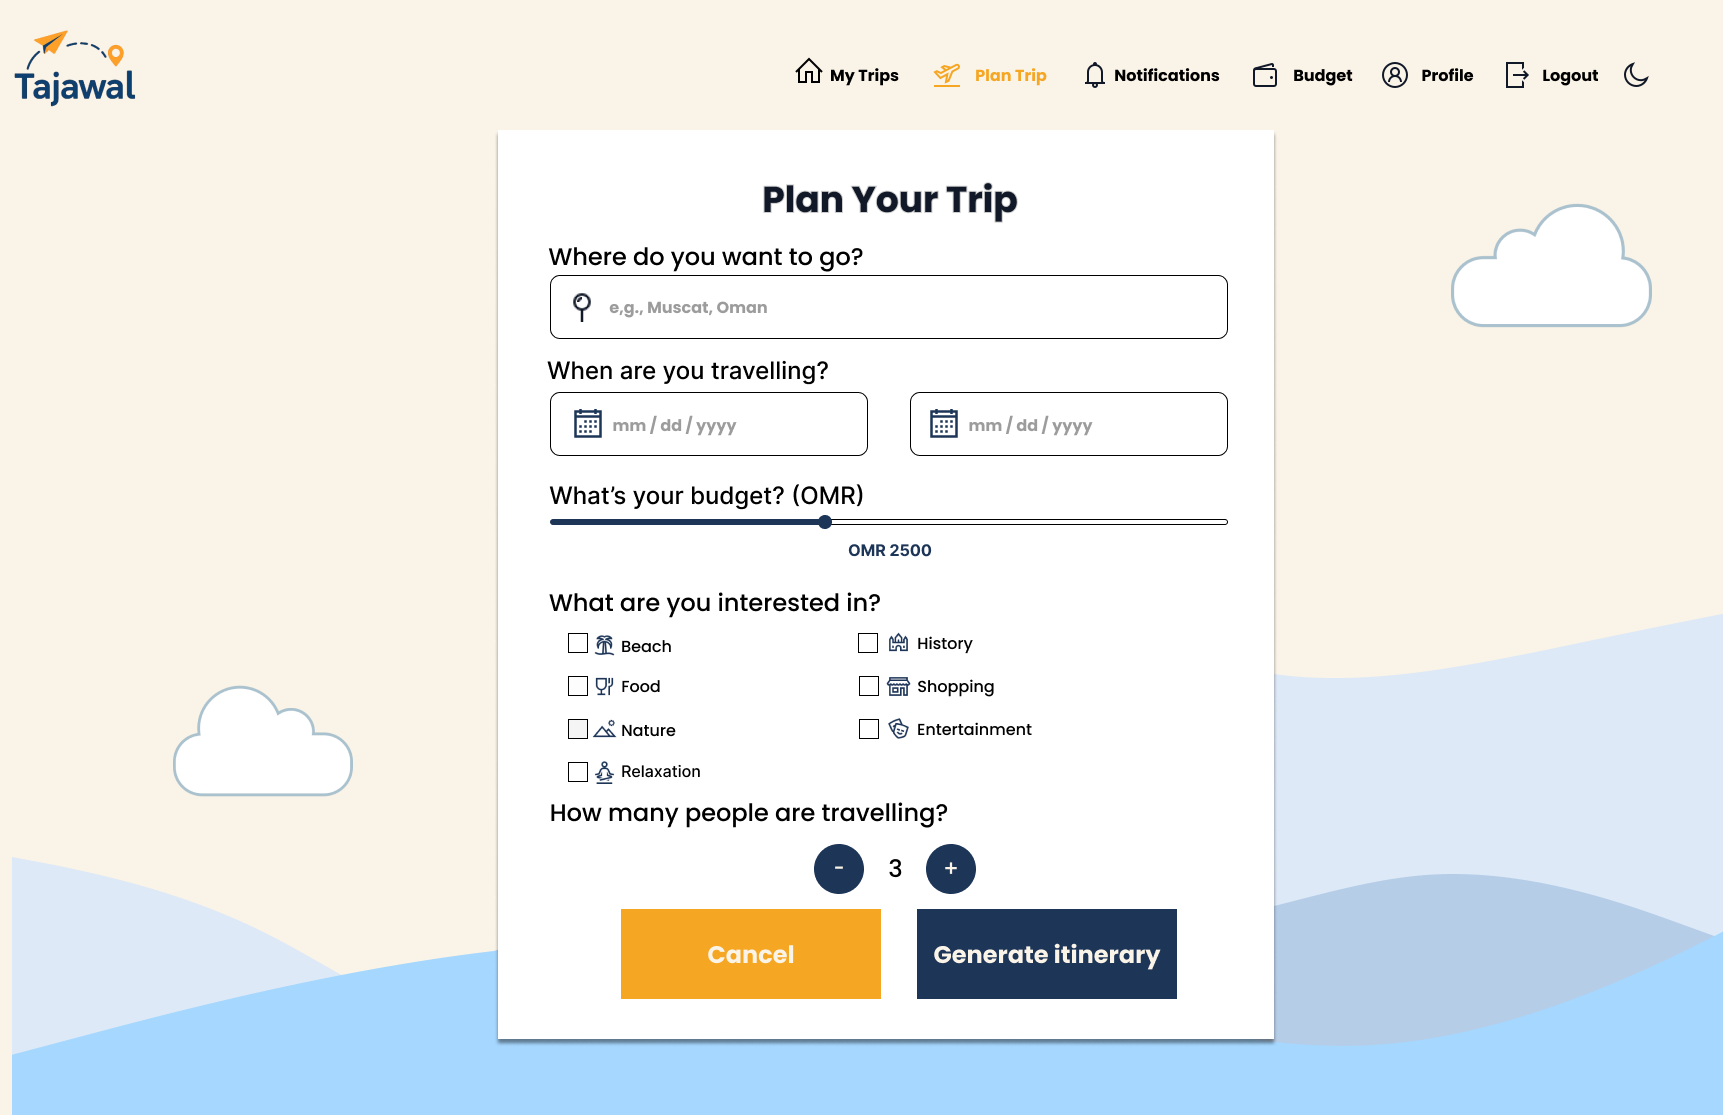 Tajawal
My Trips
Plan Trip
Notifications
Budget
Profile
Logout
Plan Your Trip
Where do you want to go?
e,g., Muscat, Oman
When are you travelling?
mm / dd / yyyy
mm / dd / yyyy
What's your budget? (OMR)
OMR 2500
What are you interested in?
Beach
History
Food
Shopping
Nature
Entertainment
Relaxation
How many people are travelling?
- 3 +
Cancel
Generate itinerary